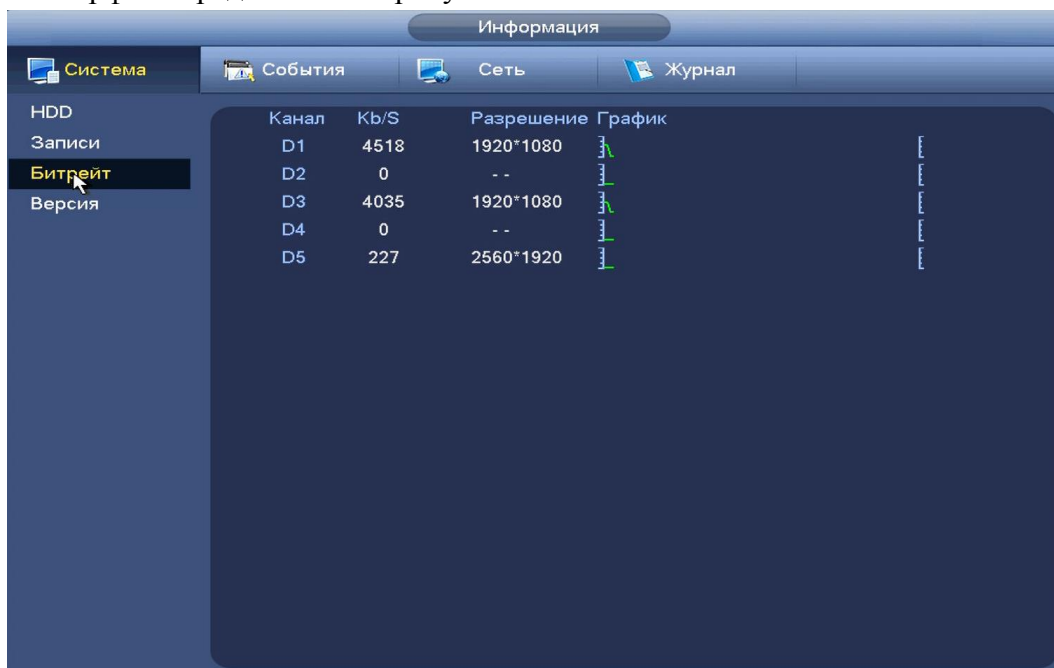 Информация
Система События Сеть Журнал
HDD
Записи
Битрейт
Версия
Канал Kb/S Разрешение График
D1 4518 1920*1080
D2 0 - -
D3 4035 1920*1080
D4 0 - -
D5 227 2560*1920